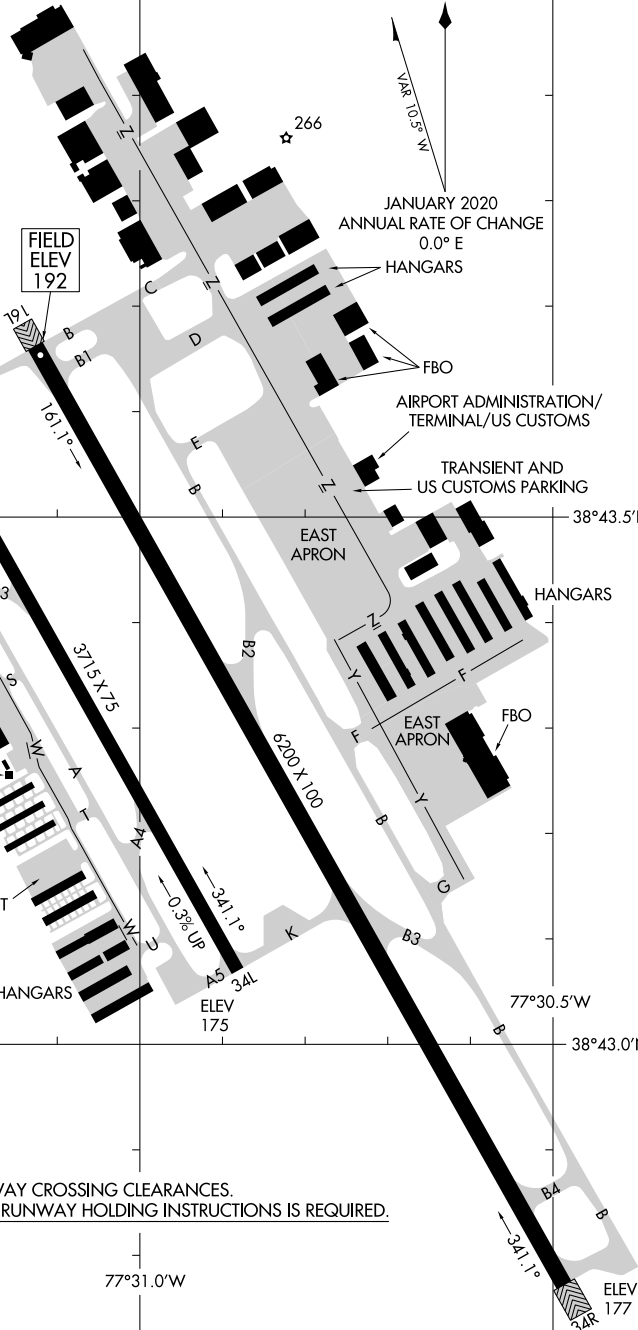 266
VAR 10.5° W
JANUARY 2020
ANNUAL RATE OF CHANGE
0.0° E
Z
FIELD
ELEV
192
HANGARS
C
Z
19L
B
B1
D
FBO
161.1°
AIRPORT ADMINISTRATION/
TERMINAL/US CUSTOMS
E
B
TRANSIENT AND
US CUSTOMS PARKING
Z
38°43.5'
EAST
APRON
3
HANGARS
Z
B2
3715 X 75
S
Y
F
FBO
EAST
APRON
F
W
A
6200 X 100
Y
T
B
A4
G
T
0.3% UP
341.1°
K
B3
W
U
A5
34L
HANGARS
ELEV
175
77°30.5'W
B
38°43.0'
WAY CROSSING CLEARANCES.
RUNWAY HOLDING INSTRUCTIONS IS REQUIRED.
B4
B
341.1°
77°31.0'W
ELEV
177
34R